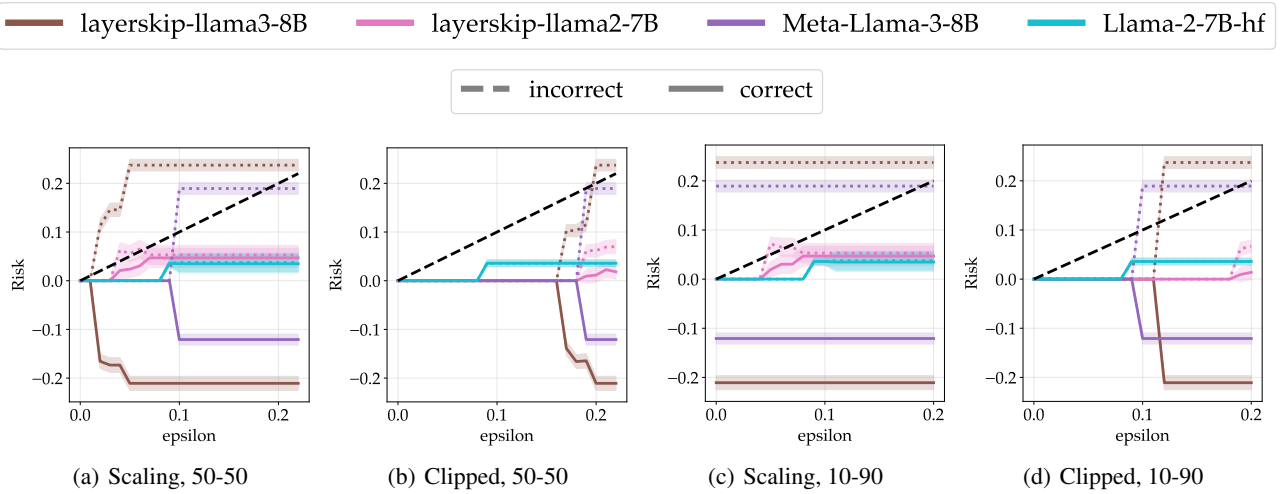 layerskip-llama3-8B layerskip-llama2-7B Meta-Llama-3-8B Llama-2-7B-hf
incorrect correct
0.2
0.1
0.0
−0.1
−0.2
Risk
0.0 0.1 0.2
epsilon
(a) Scaling, 50-50
0.2
0.1
0.0
−0.1
−0.2
Risk
0.0 0.1 0.2
epsilon
(b) Clipped, 50-50
0.2
0.1
0.0
−0.1
−0.2
Risk
0.0 0.1 0.2
epsilon
(c) Scaling, 10-90
0.2
0.1
0.0
−0.1
−0.2
Risk
0.0 0.1 0.2
epsilon
(d) Clipped, 10-90